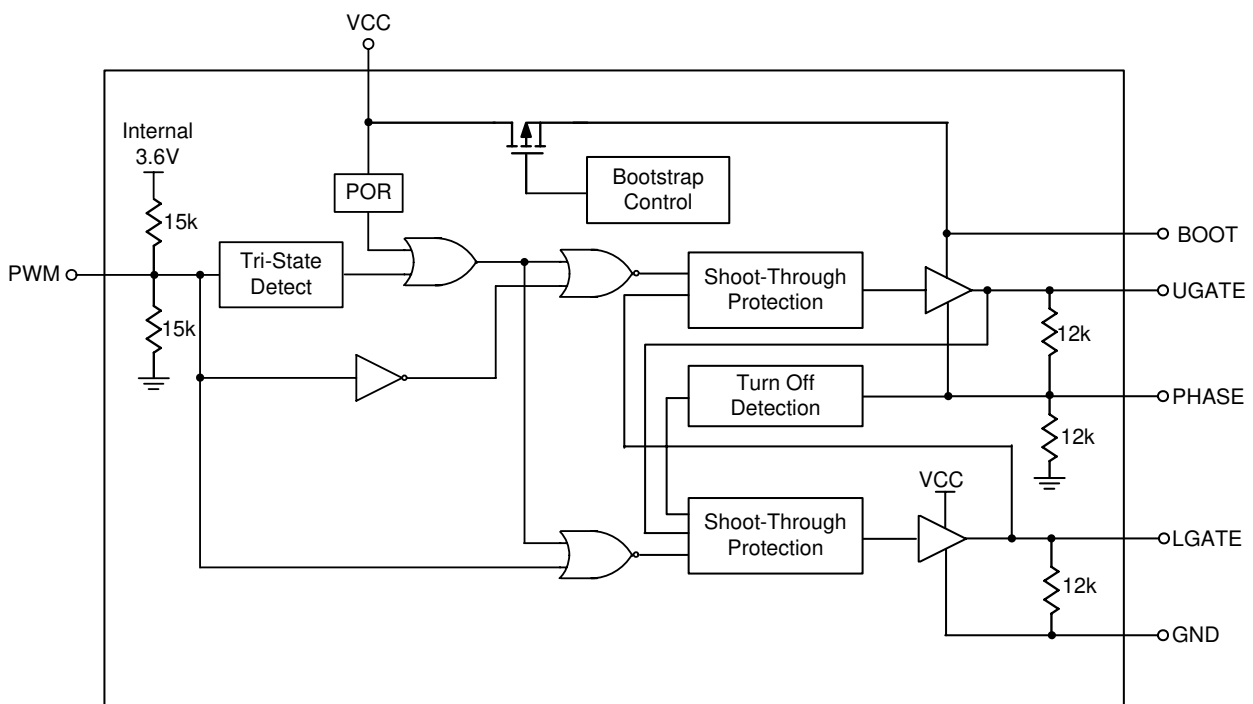 VCC
Internal
3.6V
15k
POR
Bootstrap
Control
BOOT
PWM
Tri-State
Detect
Shoot-Through
Protection
UGATE
15k
12k
Turn Off
Detection
PHASE
12k
VCC
Shoot-Through
Protection
LGATE
12k
GND